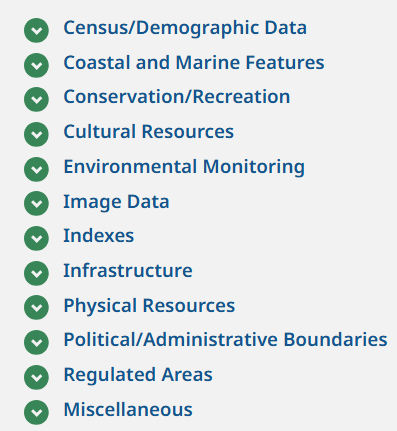 Census/Demographic Data
Coastal and Marine Features
Conservation/Recreation
Cultural Resources
Environmental Monitoring
Image Data
Indexes
Infrastructure
Physical Resources
Political/Administrative Boundaries
Regulated Areas
Miscellaneous